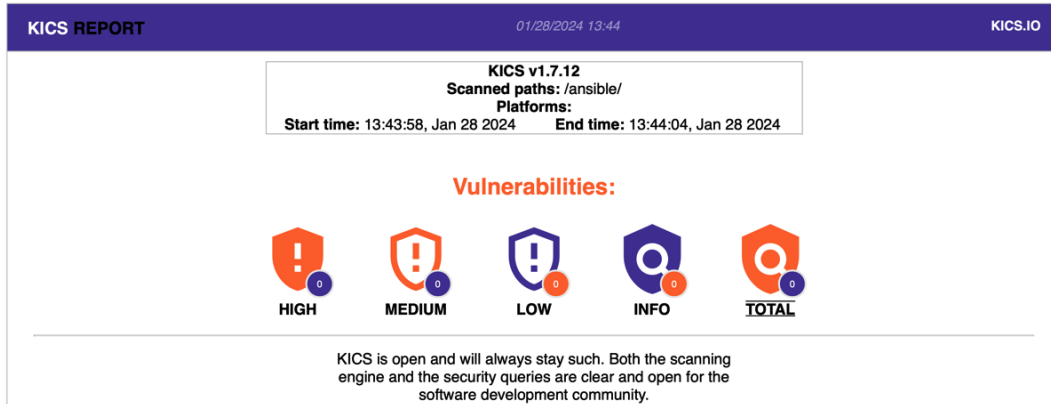 KICS REPORT 01/28/2024 13:44 KICS.IO
KICS v1.7.12
Scanned paths: /ansible/
Platforms:
Start time: 13:43:58, Jan 28 2024 End time: 13:44:04, Jan 28 2024
Vulnerabilities:
0 0 0 0 0
HIGH MEDIUM LOW INFO TOTAL
KICS is open and will always stay such. Both the scanning
engine and the security queries are clear and open for the
software development community.